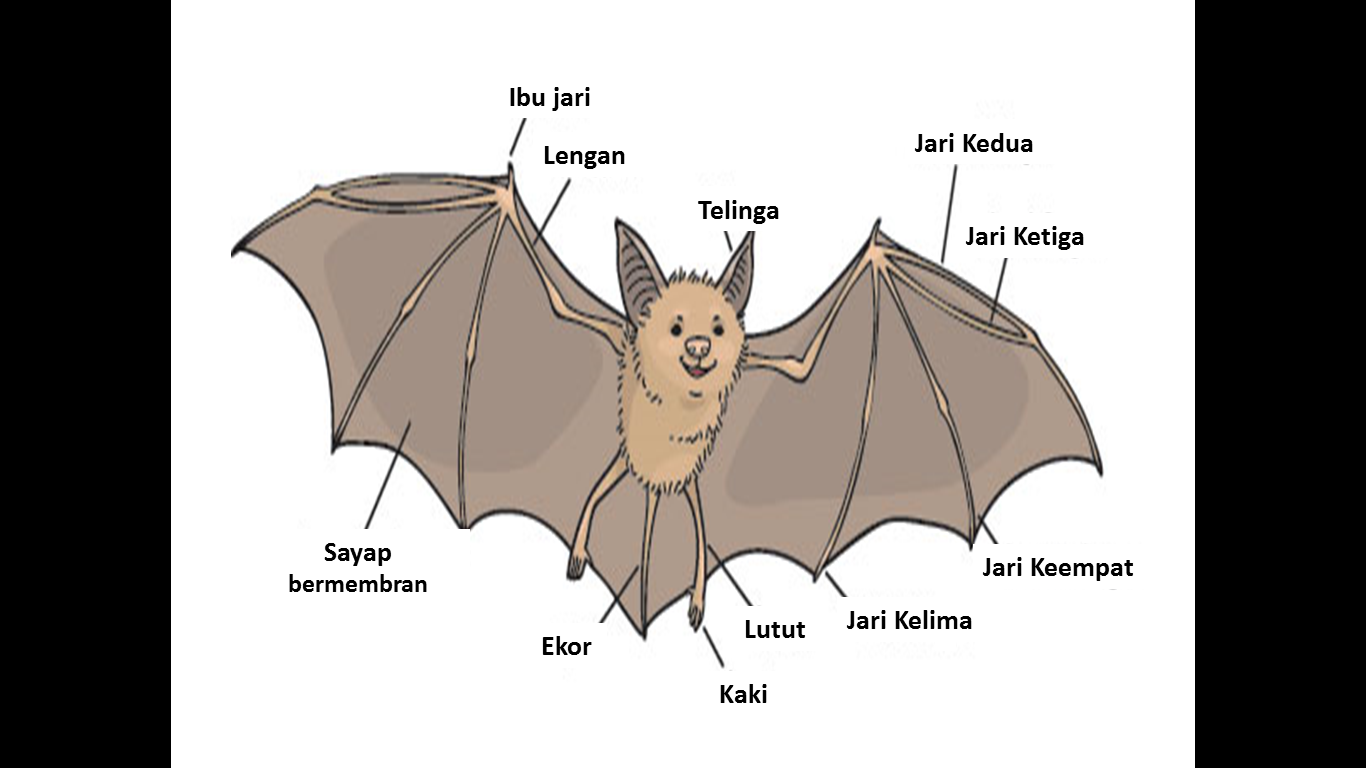 Ibu jari
Jari Kedua
Lengan
Telinga
Jari Ketiga
Sayap
bermembran
Jari Keempat
Jari Kelima
Lutut
Ekor
Kaki